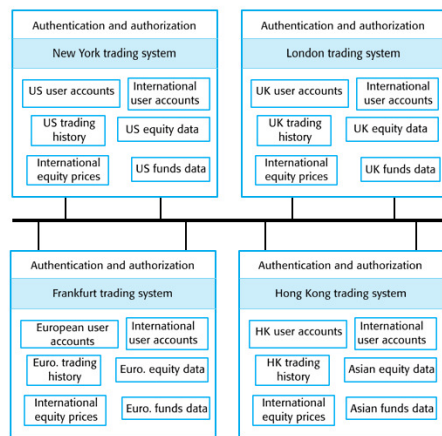 Authentication and authorization
New York trading system
US user accounts
International
user accounts
US trading
history
US equity data
International
equity prices
US funds data
Authentication and authorization
London trading system
UK user accounts
International
user accounts
UK trading
history
UK equity data
International
equity prices
UK funds data
Authentication and authorization
Frankfurt trading system
European user
accounts
International
user accounts
Euro. trading
history
Euro. equity data
International
equity prices
Euro. funds data
Authentication and authorization
Hong Kong trading system
HK user accounts
International
user accounts
HK trading
history
Asian equity data
International
equity prices
Asian funds data